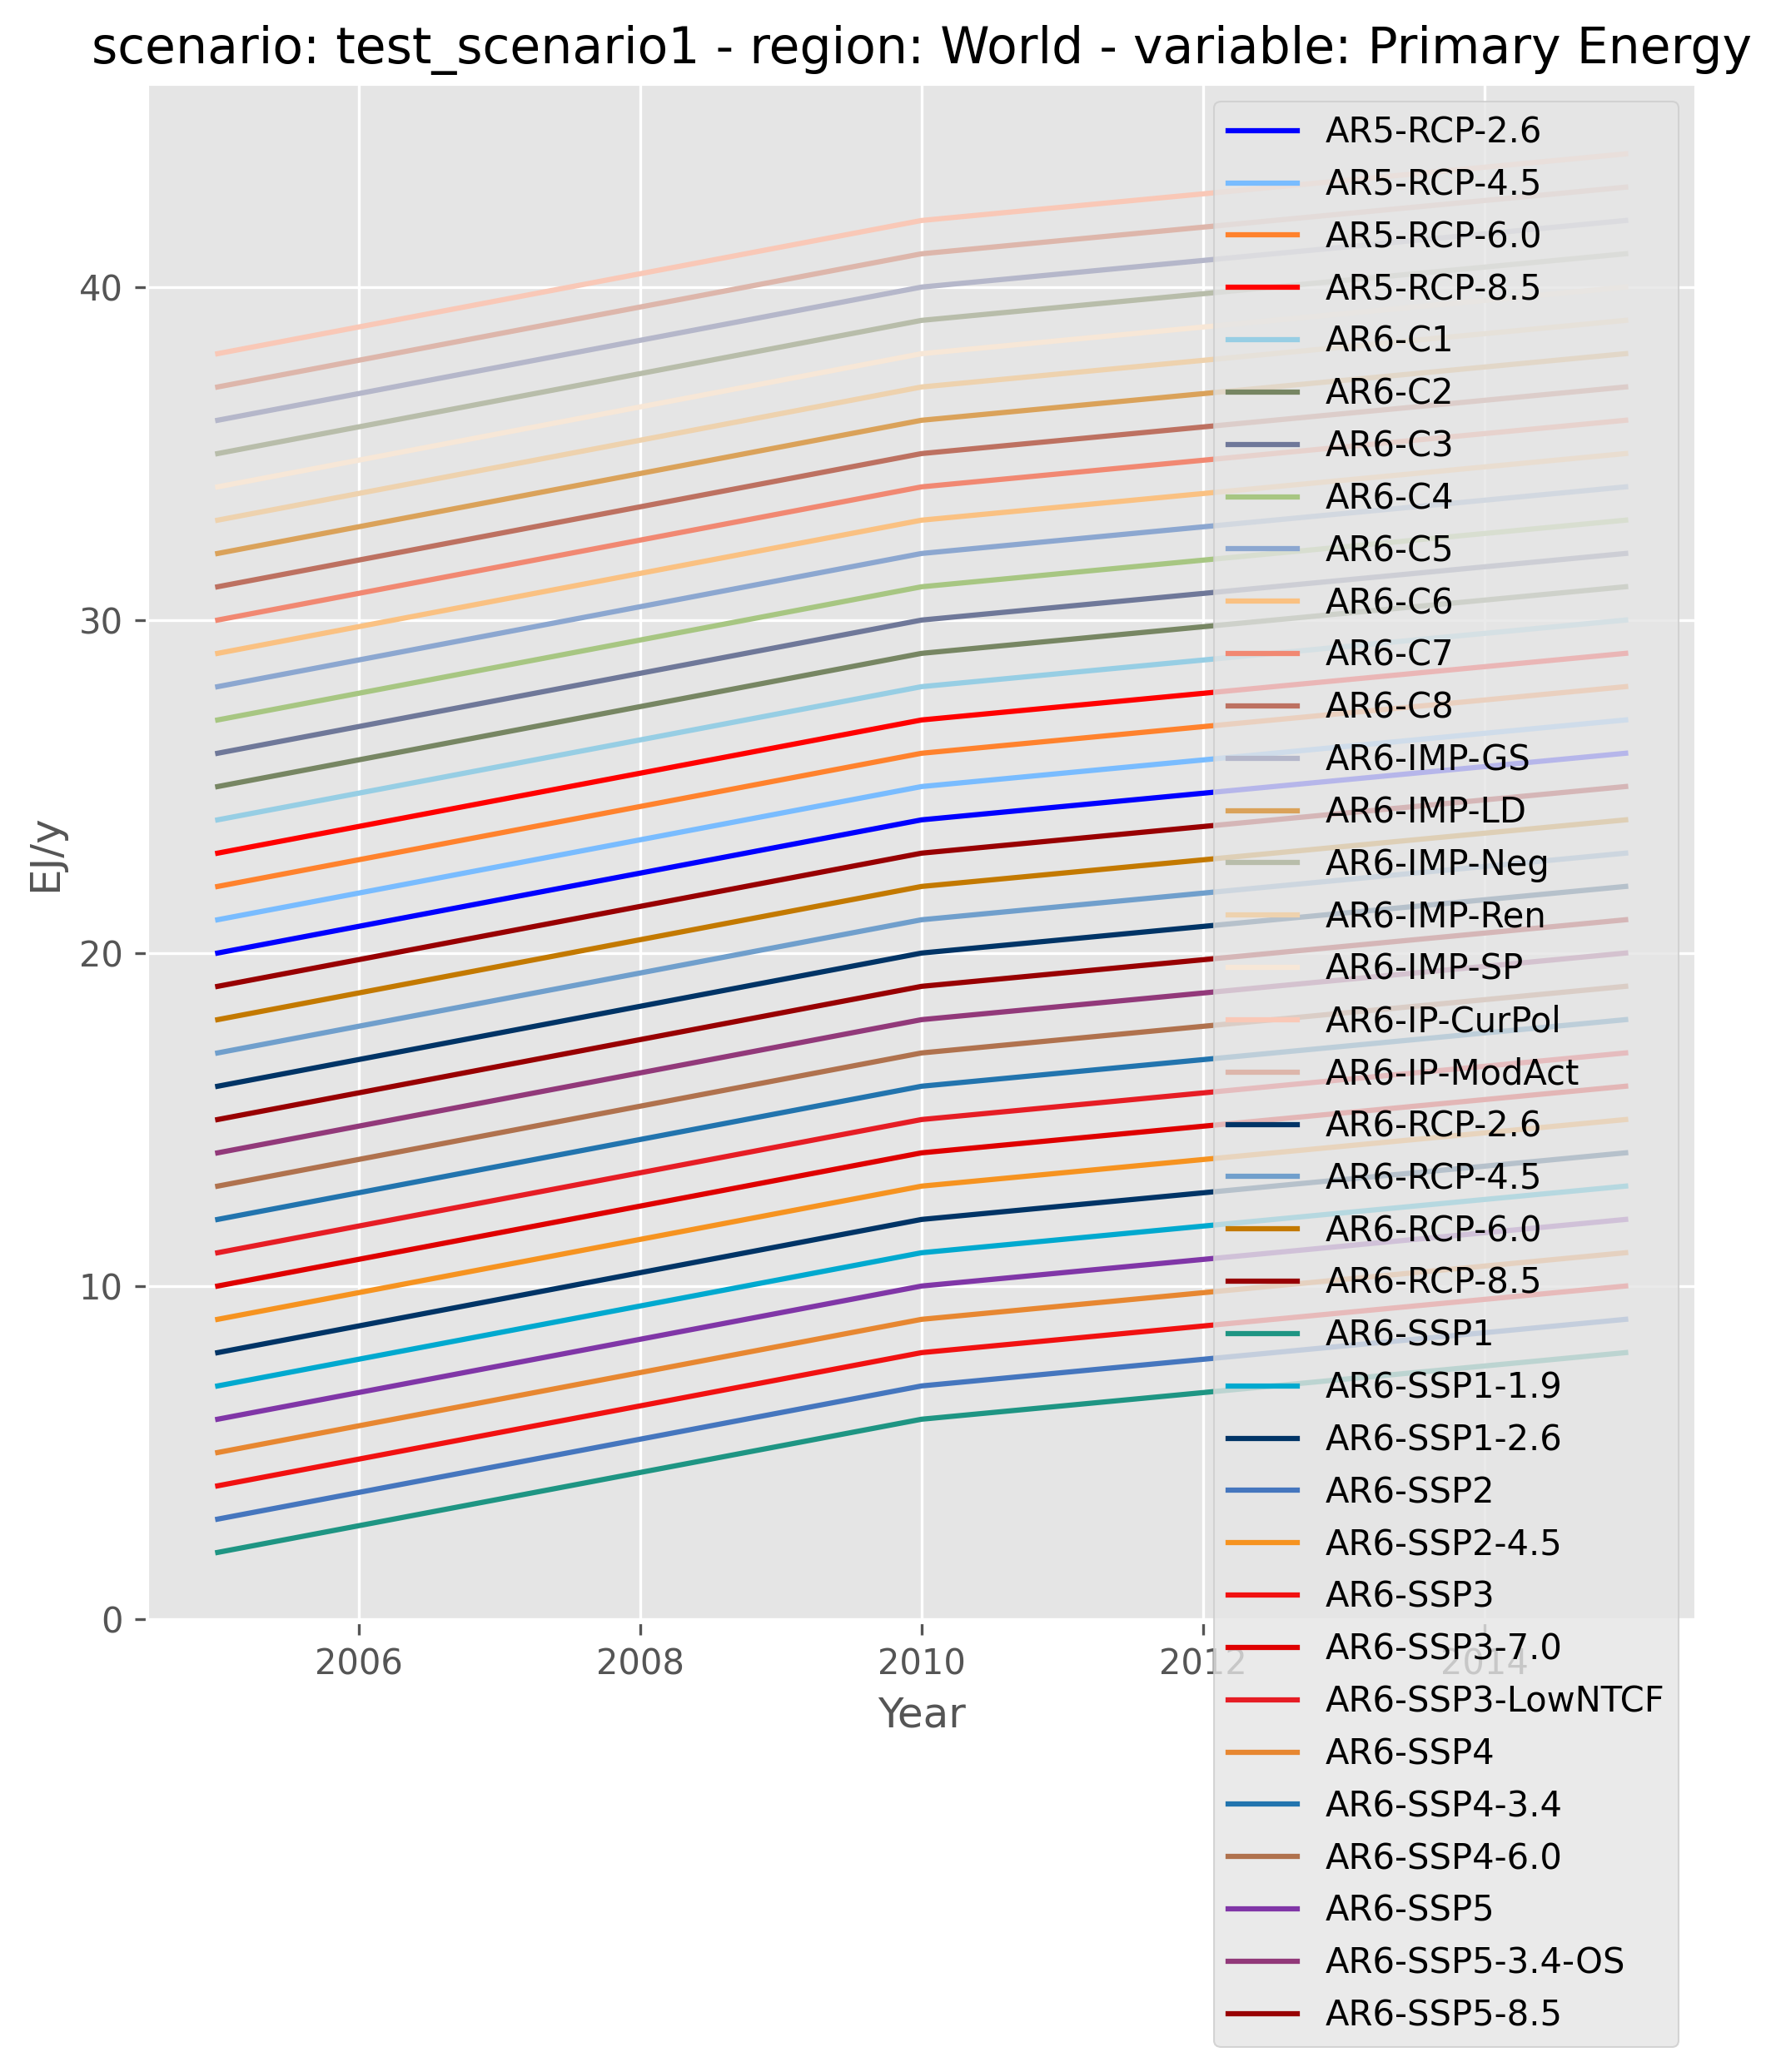 scenario: test_scenario1 - region: World - variable: Primary Energy
EJ/y
40
30
20
10
0
2006
2008
2010
2012
2014
Year
AR5-RCP-2.6
AR5-RCP-4.5
AR5-RCP-6.0
AR5-RCP-8.5
AR6-C1
AR6-C2
AR6-C3
AR6-C4
AR6-C5
AR6-C6
AR6-C7
AR6-C8
AR6-IMP-GS
AR6-IMP-LD
AR6-IMP-Neg
AR6-IMP-Ren
AR6-IMP-SP
AR6-IP-CurPol
AR6-IP-ModAct
AR6-RCP-2.6
AR6-RCP-4.5
AR6-RCP-6.0
AR6-RCP-8.5
AR6-SSP1
AR6-SSP1-1.9
AR6-SSP1-2.6
AR6-SSP2
AR6-SSP2-4.5
AR6-SSP3
AR6-SSP3-7.0
AR6-SSP3-LowNTCF
AR6-SSP4
AR6-SSP4-3.4
AR6-SSP4-6.0
AR6-SSP5
AR6-SSP5-3.4-OS
AR6-SSP5-8.5